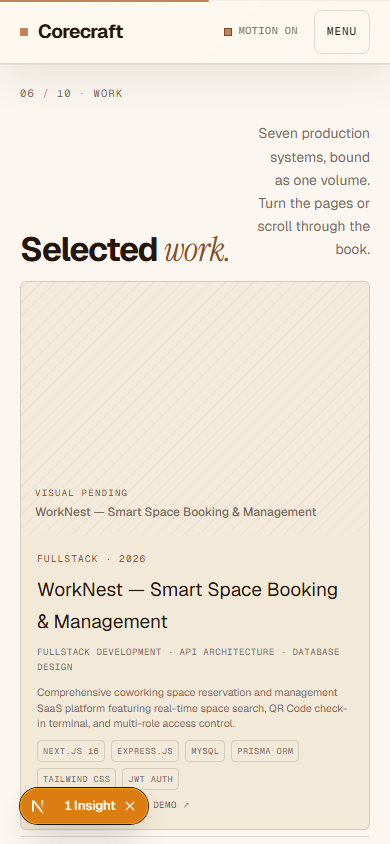 Corecraft
MOTION ON
MENU
06 / 10 · WORK
Seven production
systems, bound
as one volume.
Turn the pages or
scroll through the
book.
Selected work.
VISUAL PENDING
WorkNest — Smart Space Booking & Management
FULLSTACK · 2026
WorkNest — Smart Space Booking
& Management
FULLSTACK DEVELOPMENT · API ARCHITECTURE · DATABASE
DESIGN
Comprehensive coworking space reservation and management
SaaS platform featuring real-time space search, QR Code check-
in terminal, and multi-role access control.
NEXT.JS 16
EXPRESS.JS
MYSQL
PRISMA ORM
TAILWIND CSS
JWT AUTH
DEMO ↗
N
1 Insight ×